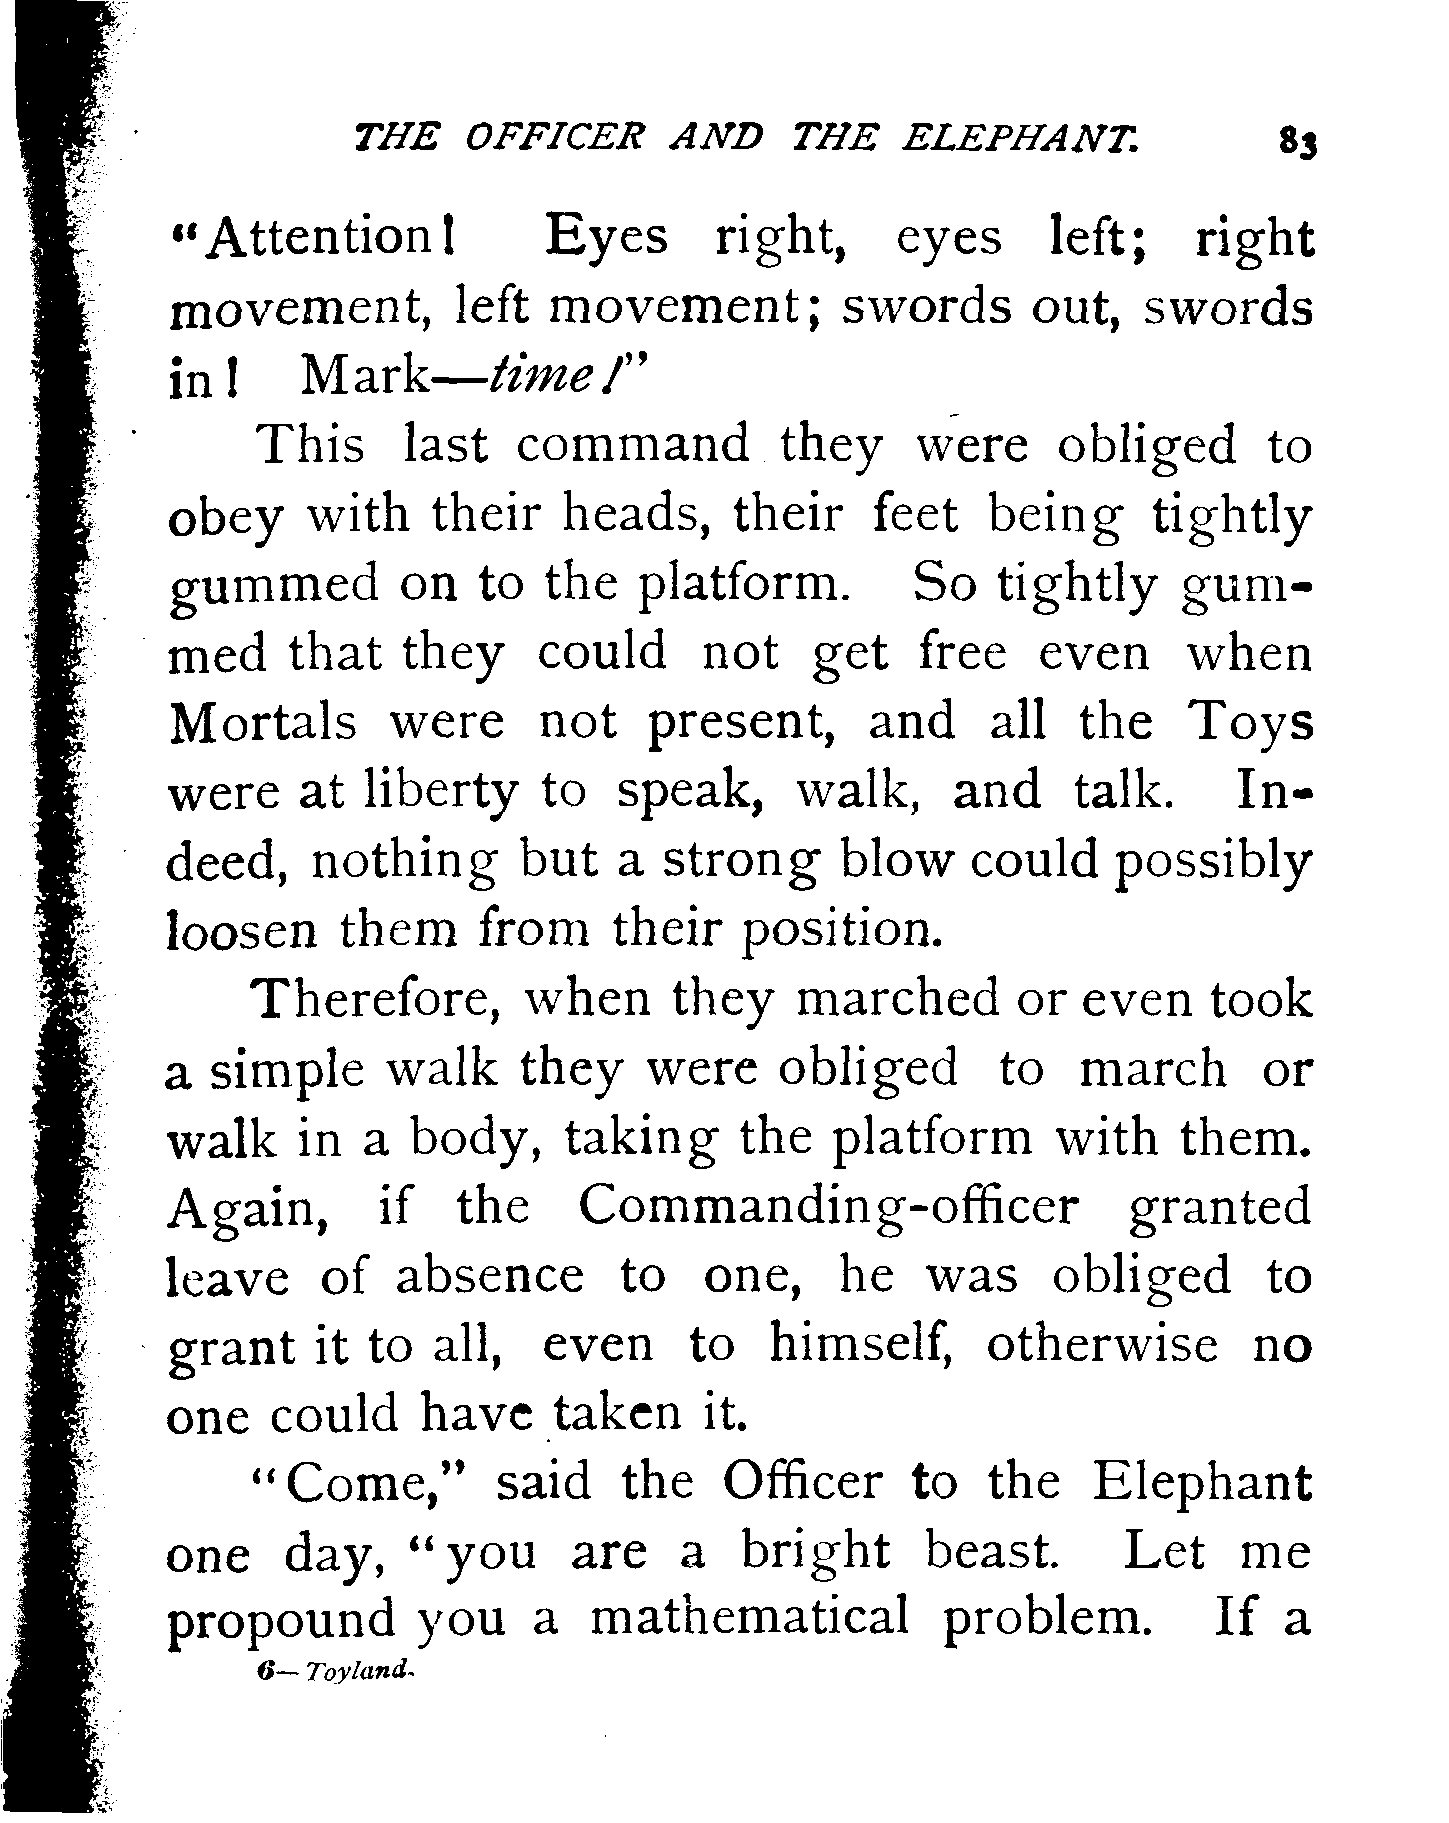 THE OFFICER AND THE ELEPHANT. 83
"Attention! Eyes right, eyes left; right
movement, left movement; swords out, swords
in! Mark—time!"
This last command they were obliged to
obey with their heads, their feet being tightly
gummed on to the platform. So tightly gum-
med that they could not get free even when
Mortals were not present, and all the Toys
were at liberty to speak, walk, and talk. In-
deed, nothing but a strong blow could possibly
loosen them from their position.
Therefore, when they marched or even took
a simple walk they were obliged to march or
walk in a body, taking the platform with them.
Again, if the Commanding-officer granted
leave of absence to one, he was obliged to
grant it to all, even to himself, otherwise no
one could have taken it.
"Come," said the Officer to the Elephant
one day, "you are a bright beast. Let me
propound you a mathematical problem. If a
6—Toyland.